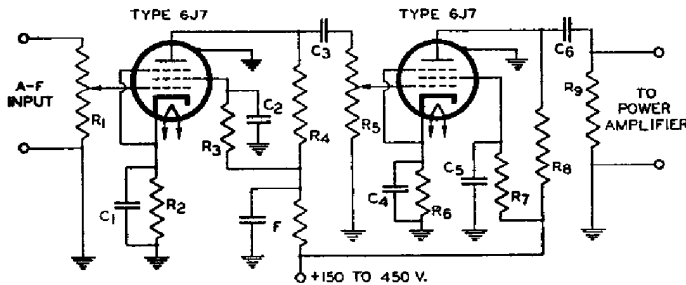 TYPE 6J7
TYPE 6J7
A-F
INPUT
R1
C1
R2
R3
C2
R4
F
C3
R5
C4
R6
C5
R7
R8
C6
R9
TO
POWER
AMPLIFIER
+150 TO 450 V.